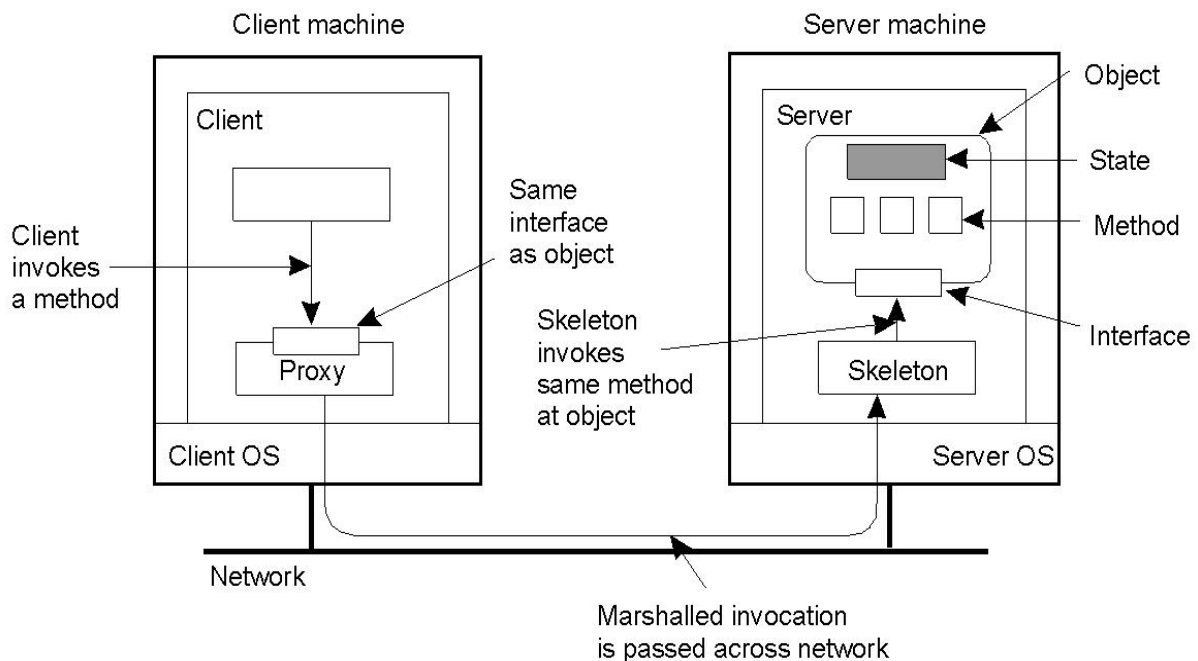 Client machine
Server machine
Client
Server
Object
State
Method
Interface
Same
interface
as object
Client
invokes
a method
Skeleton
invokes
same method
at object
Proxy
Skeleton
Client OS
Server OS
Network
Marshalled invocation
is passed across network